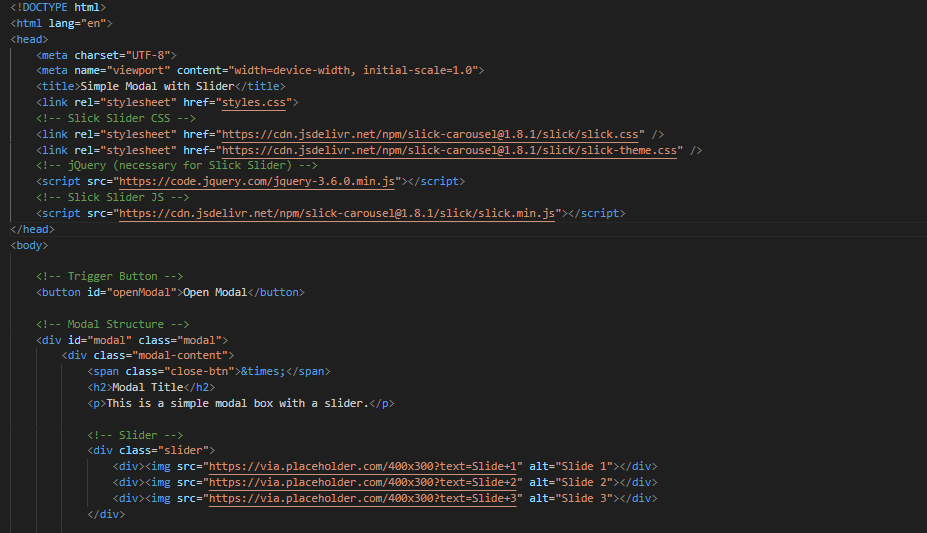 <!DOCTYPE html>
<html lang="en">
<head>
    <meta charset="UTF-8">
    <meta name="viewport" content="width=device-width, initial-scale=1.0">
    <title>Simple Modal with Slider</title>
    <link rel="stylesheet" href="styles.css">
    <!-- Slick Slider CSS -->
    <link rel="stylesheet" href="https://cdn.jsdelivr.net/npm/slick-carousel@1.8.1/slick/slick.css" />
    <link rel="stylesheet" href="https://cdn.jsdelivr.net/npm/slick-carousel@1.8.1/slick/slick-theme.css" />
    <!-- jQuery (necessary for Slick Slider) -->
    <script src="https://code.jquery.com/jquery-3.6.0.min.js"></script>
    <!-- Slick Slider JS -->
    <script src="https://cdn.jsdelivr.net/npm/slick-carousel@1.8.1/slick/slick.min.js"></script>
</head>
<body>
    <!-- Trigger Button -->
    <button id="openModal">Open Modal</button>
    <!-- Modal Structure -->
    <div id="modal" class="modal">
        <div class="modal-content">
            <span class="close-btn">&times;</span>
            <h2>Modal Title</h2>
            <p>This is a simple modal box with a slider.</p>
            <!-- Slider -->
            <div class="slider">
                <div><img src="https://via.placeholder.com/400x300?text=Slide+1" alt="Slide 1"></div>
                <div><img src="https://via.placeholder.com/400x300?text=Slide+2" alt="Slide 2"></div>
                <div><img src="https://via.placeholder.com/400x300?text=Slide+3" alt="Slide 3"></div>
            </div>